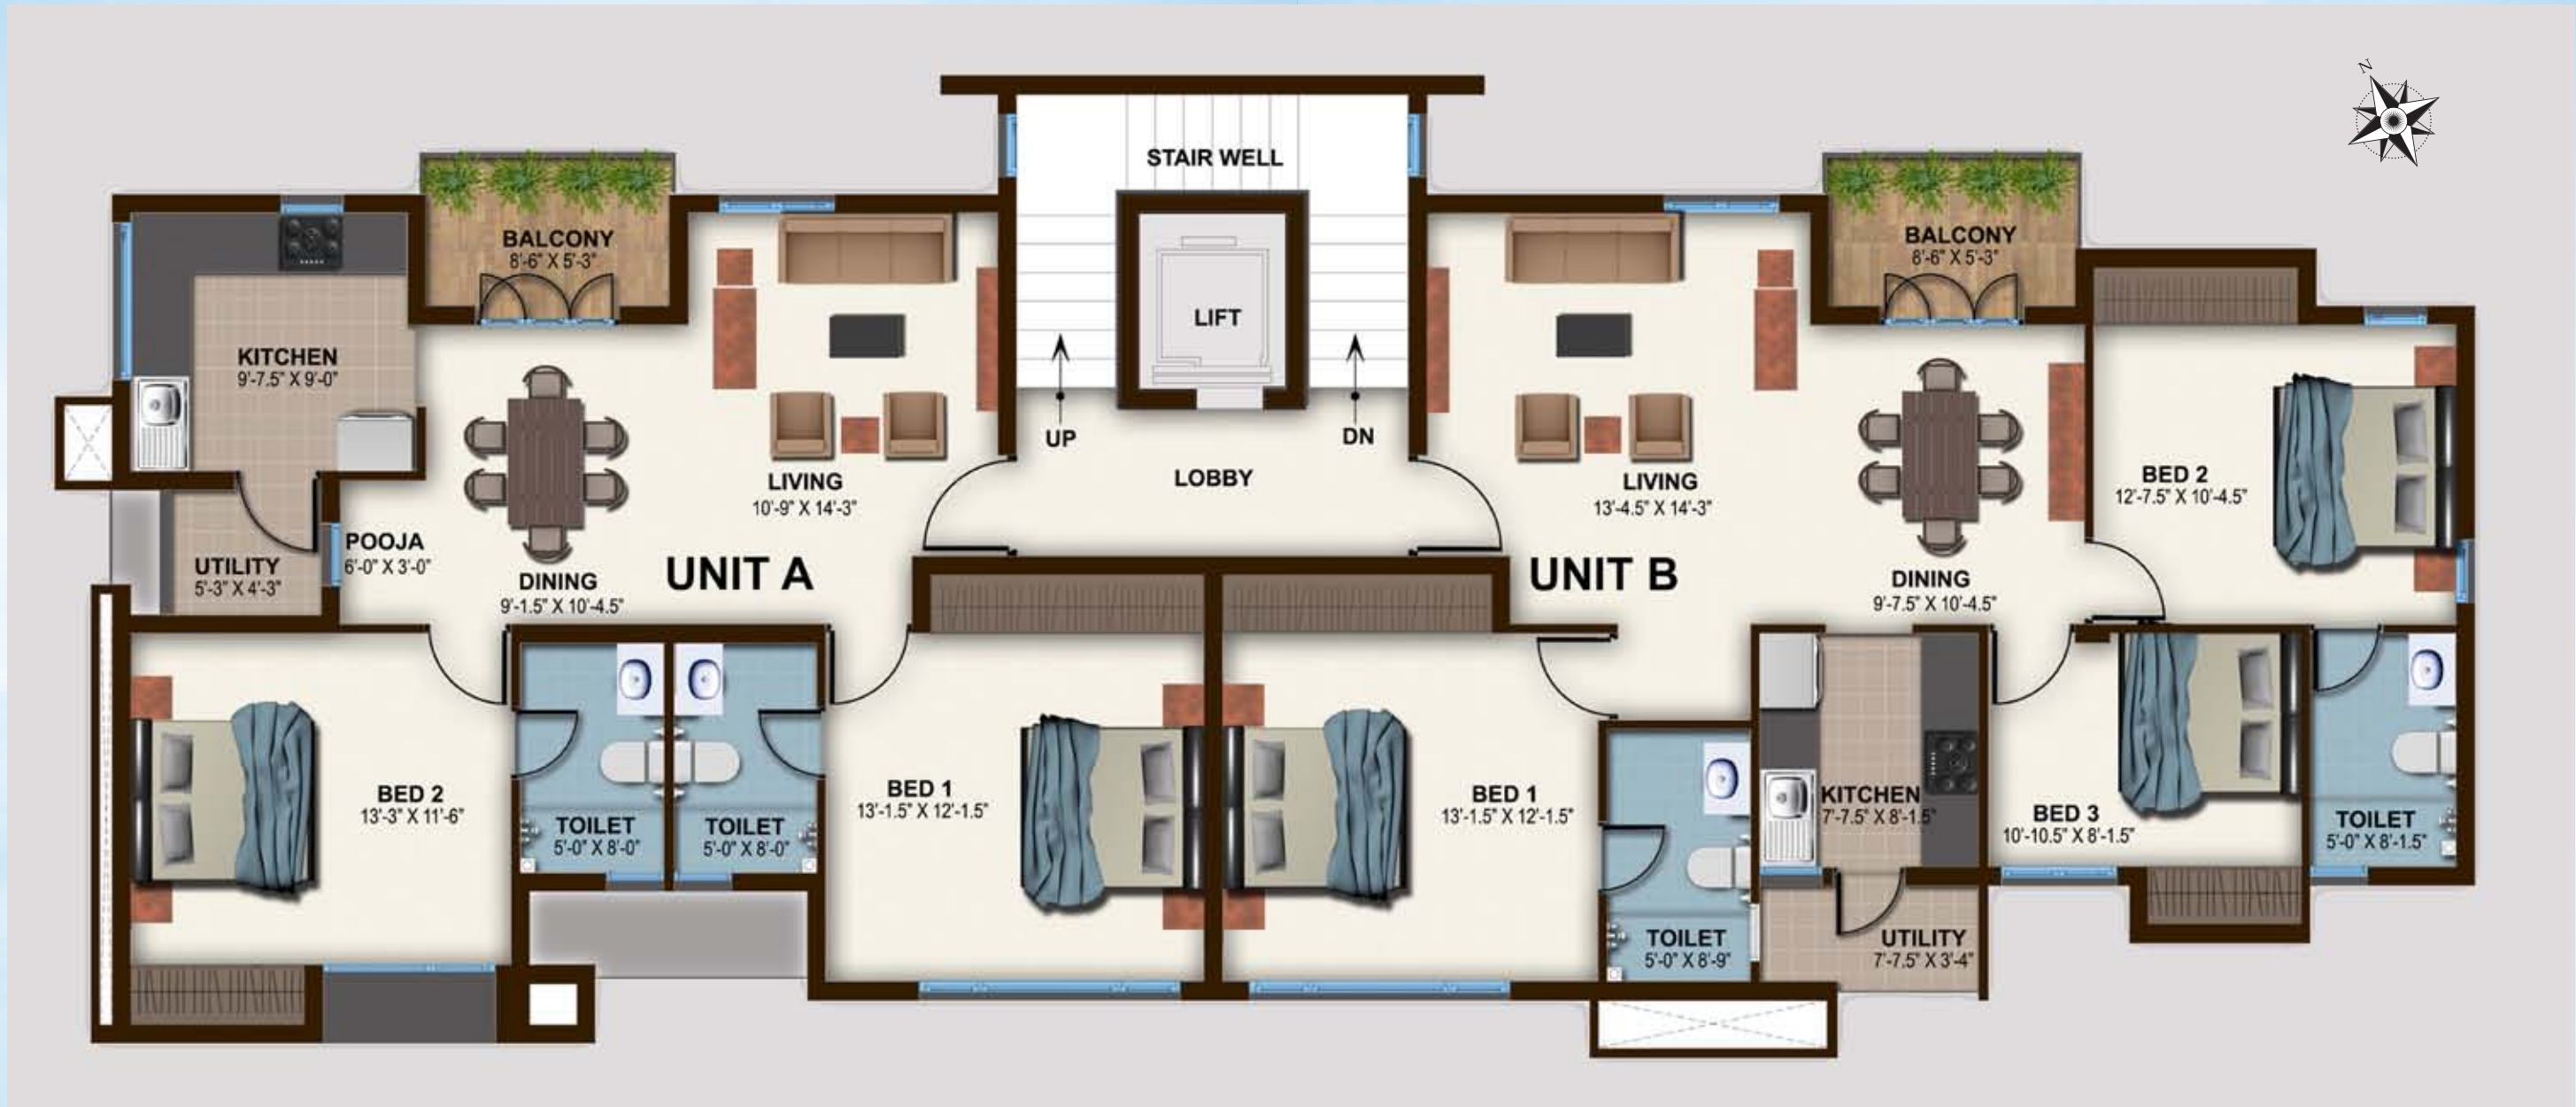 N
STAIR WELL
LIFT
UP
DN
LOBBY
BALCONY
8'-6" X 5'-3"
KITCHEN
9'-7.5" X 9'-0"
LIVING
10'-9" X 14'-3"
POOJA
6'-0" X 3'-0"
UTILITY
5'-3" X 4'-3"
DINING
9'-1.5" X 10'-4.5"
UNIT A
BED 2
13'-3" X 11'-6"
TOILET
5'-0" X 8'-0"
TOILET
5'-0" X 8'-0"
BED 1
13'-1.5" X 12'-1.5"
BALCONY
8'-6" X 5'-3"
LIVING
13'-4.5" X 14'-3"
BED 2
12'-7.5" X 10'-4.5"
UNIT B
DINING
9'-7.5" X 10'-4.5"
BED 1
13'-1.5" X 12'-1.5"
KITCHEN
7'-7.5" X 8'-1.5"
BED 3
10'-10.5" X 8'-1.5"
TOILET
5'-0" X 8'-1.5"
TOILET
5'-0" X 8'-9"
UTILITY
7'-7.5" X 3'-4"